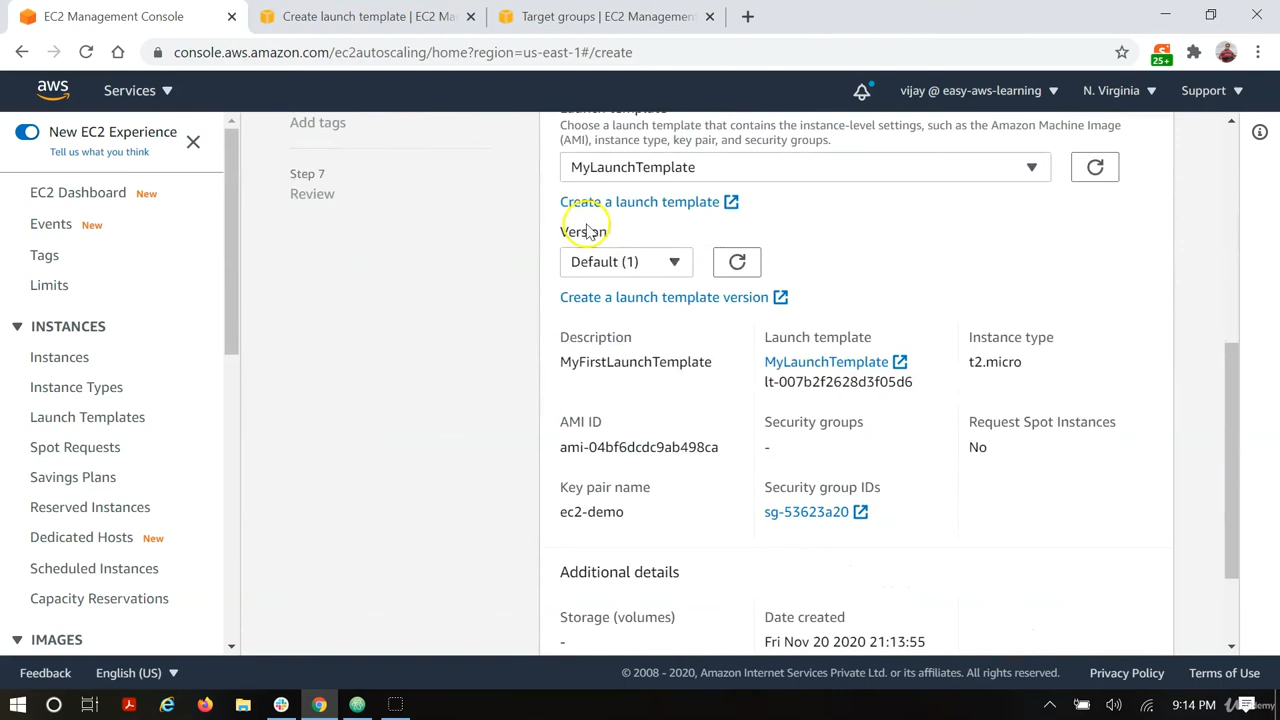 EC2 Management Console
Create launch template | EC2 Ma
Target groups | EC2 Management
console.aws.amazon.com/ec2autoscaling/home?region=us-east-1#/create
25+
aws
Services
vijay @ easy-aws-learning
N. Virginia
Support
New EC2 Experience
Tell us what you think
EC2 Dashboard New
Events New
Tags
Limits
INSTANCES
Instances
Instance Types
Launch Templates
Spot Requests
Savings Plans
Reserved Instances
Dedicated Hosts New
Scheduled Instances
Capacity Reservations
IMAGES
Add tags
Step 7
Review
Launch template
Choose a launch template that contains the instance-level settings, such as the Amazon Machine Image
(AMI), instance type, key pair, and security groups.
MyLaunchTemplate
Create a launch template
Version
Default (1)
Create a launch template version
Description
MyFirstLaunchTemplate
Launch template
MyLaunchTemplate
lt-007b2f2628d3f05d6
Instance type
t2.micro
AMI ID
ami-04bf6dcdc9ab498ca
Security groups
-
Request Spot Instances
No
Key pair name
ec2-demo
Security group IDs
sg-53623a20
Additional details
Storage (volumes)
-
Date created
Fri Nov 20 2020 21:13:55
Feedback
English (US)
© 2008 - 2020, Amazon Internet Services Private Ltd. or its affiliates. All rights reserved.
Privacy Policy
Terms of Use
9:14 PM